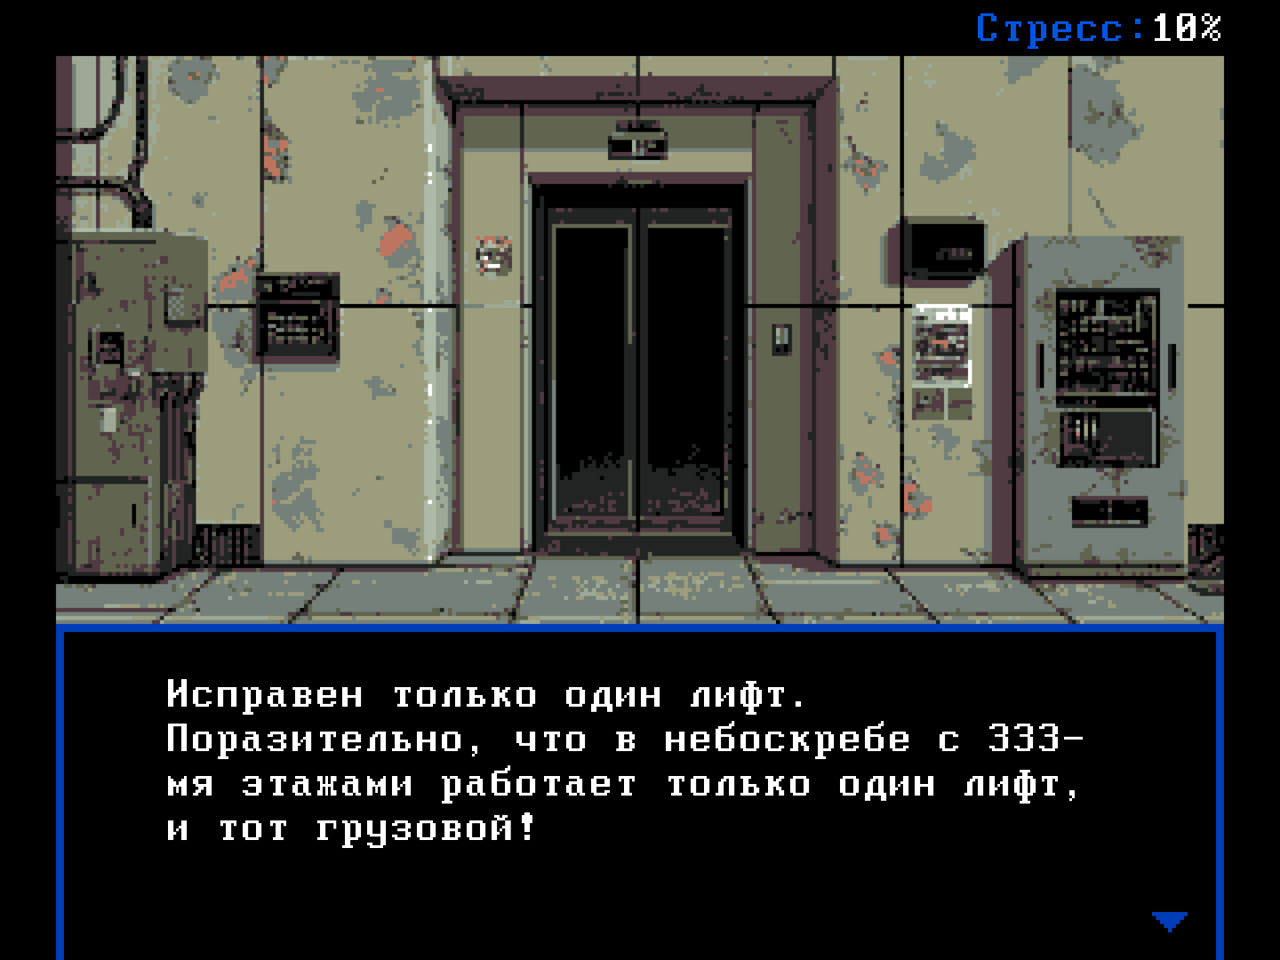 Стресс:10%
Исправен только один лифт.
Поразительно, что в небоскребе с 333-
мя этажами работает только один лифт,
и тот грузовой!